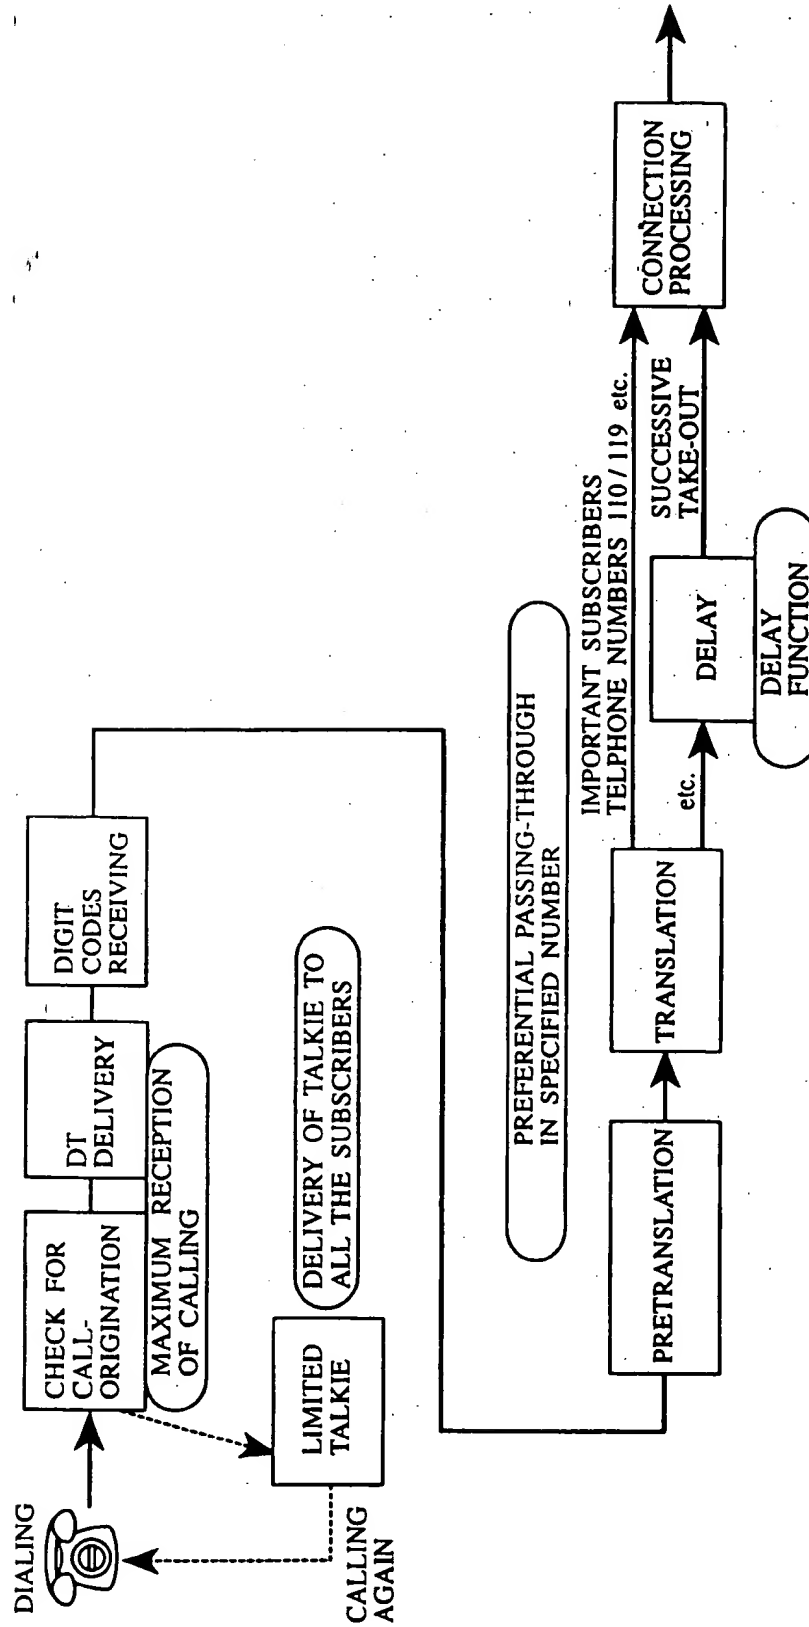 DIALING
CHECK FOR
CALL-
ORIGINATION
DT
DELIVERY
DIGIT
CODES
RECEIVING
MAXIMUM RECEPTION
OF CALLING
LIMITED
TALKIE
DELIVERY OF TALKIE TO
ALL THE SUBSCRIBERS
CALLING
AGAIN
PREFERENTIAL PASSING-THROUGH
IN SPECIFIED NUMBER
PRETRANSLATION
TRANSLATION
IMPORTANT SUBSCRIBERS
TELPHONE NUMBERS 110/119 etc.
etc.
DELAY
DELAY
FUNCTION
SUCCESSIVE
TAKE-OUT
CONNECTION
PROCESSING